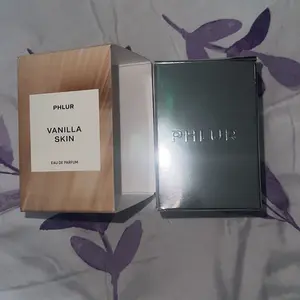 PHLUR
VANILLA
SKIN
EAU DE PARFUM
PHLUR